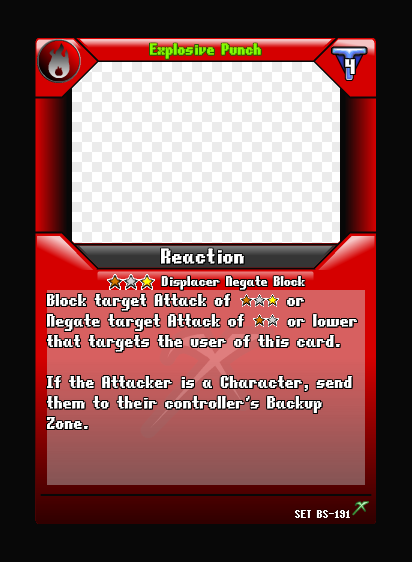 Explosive Punch
4
Reaction
Displacer Negate Block
Block target Attack of or
Negate target Attack of or lower
that targets the user of this card.
If the Attacker is a Character, send
them to their controller's Backup
Zone.
SET BS-191